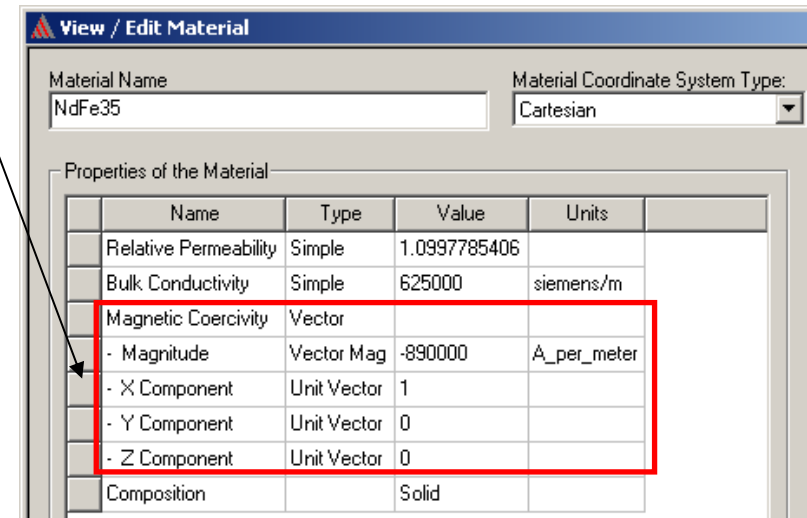 View / Edit Material
Material Name Material Coordinate System Type:
NdFe35 Cartesian
Properties of the Material
Name Type Value Units
Relative Permeability Simple 1.0997785406
Bulk Conductivity Simple 625000 siemens/m
Magnetic Coercivity Vector
- Magnitude Vector Mag -890000 A_per_meter
- X Component Unit Vector 1
- Y Component Unit Vector 0
- Z Component Unit Vector 0
Composition Solid